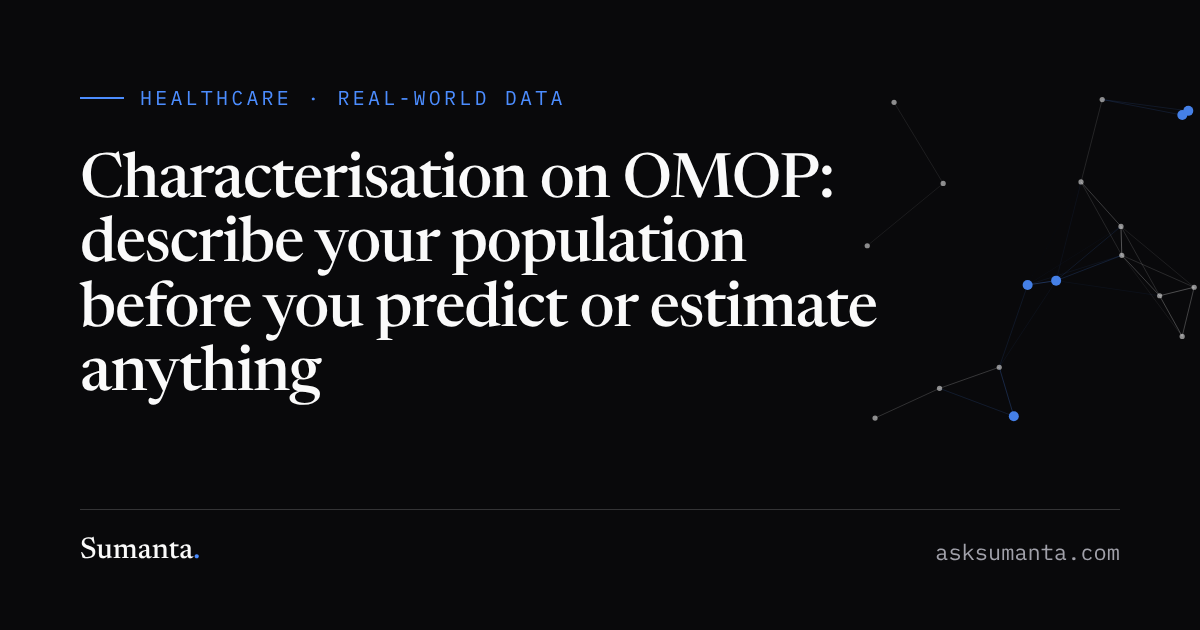 HEALTHCARE · REAL-WORLD DATA
Characterisation on OMOP:
describe your population
before you predict or estimate
anything
Sumanta.
asksumanta.com